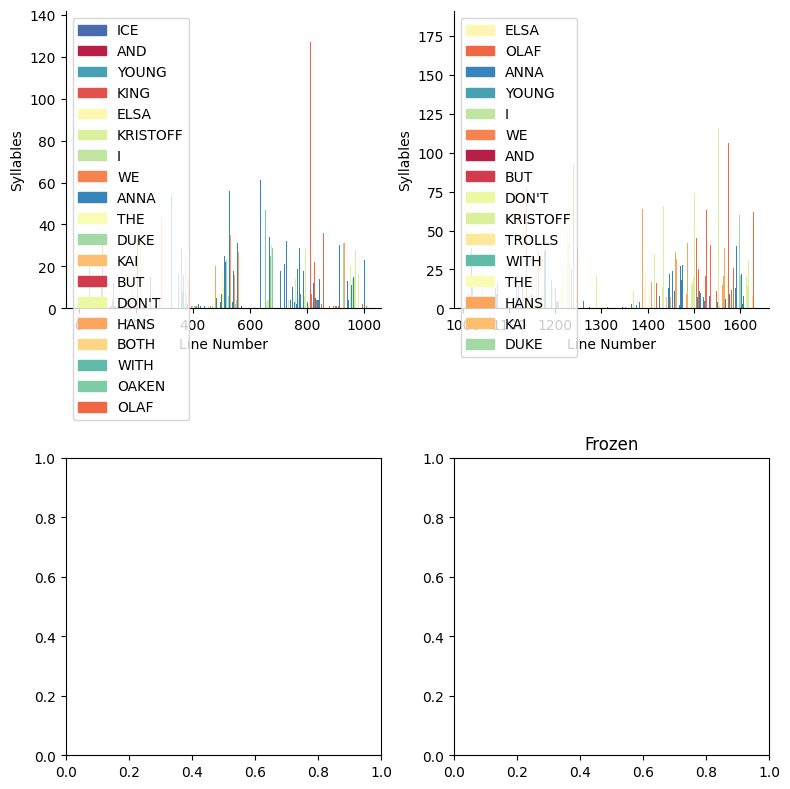 140
120
100
80
60
40
20
0
Syllables
ICE
AND
YOUNG
KING
ELSA
KRISTOFF
I
WE
ANNA
THE
DUKE
KAI
BUT
DON'T
HANS
BOTH
WITH
OAKEN
OLAF
0
400
600
800
1000
Line Number
175
150
125
100
75
50
25
0
Syllables
ELSA
OLAF
ANNA
YOUNG
I
WE
AND
BUT
DON'T
KRISTOFF
TROLLS
WITH
THE
HANS
KAI
DUKE
1000
1200
1300
1400
1500
1600
Line Number
1.0
0.8
0.6
0.4
0.2
0.0
0.0 0.2 0.4 0.6 0.8 1.0
Frozen
1.0
0.8
0.6
0.4
0.2
0.0
0.0 0.2 0.4 0.6 0.8 1.0